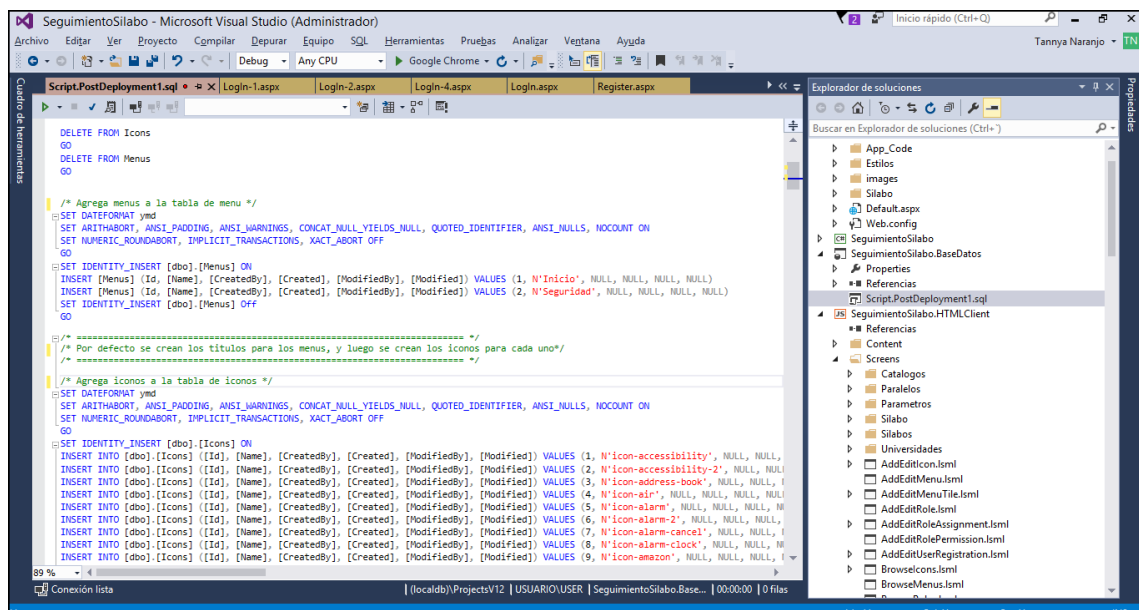 SeguimientoSilabo - Microsoft Visual Studio (Administrador)
2
Inicio rápido (Ctrl+Q)
Archivo Editar Ver Proyecto Compilar Depurar Equipo SQL Herramientas Pruebas Analizar Ventana Ayuda
Tannya Naranjo TN
Debug Any CPU Google Chrome
Cuadro de herramientas
Script.PostDeployment1.sql LogIn-1.aspx LogIn-2.aspx LogIn-4.aspx LogIn.aspx Register.aspx
DELETE FROM Icons
GO
DELETE FROM Menus
GO
/* Agrega menus a la tabla de menu */
SET DATEFORMAT ymd
SET ARITHABORT, ANSI_PADDING, ANSI_WARNINGS, CONCAT_NULL_YIELDS_NULL, QUOTED_IDENTIFIER, ANSI_NULLS, NOCOUNT ON
SET NUMERIC_ROUNDABORT, IMPLICIT_TRANSACTIONS, XACT_ABORT OFF
GO
SET IDENTITY_INSERT [dbo].[Menus] ON
INSERT [Menus] (Id, [Name], [CreatedBy], [Created], [ModifiedBy], [Modified]) VALUES (1, N'Inicio', NULL, NULL, NULL, NULL)
INSERT [Menus] (Id, [Name], [CreatedBy], [Created], [ModifiedBy], [Modified]) VALUES (2, N'Seguridad', NULL, NULL, NULL, NULL)
SET IDENTITY_INSERT [dbo].[Menus] Off
GO
/* ======================================================================== */
/* Por defecto se crean los titulos para los menus, y luego se crean los iconos para cada uno*/
/* ======================================================================== */
/* Agrega iconos a la tabla de iconos */
SET DATEFORMAT ymd
SET ARITHABORT, ANSI_PADDING, ANSI_WARNINGS, CONCAT_NULL_YIELDS_NULL, QUOTED_IDENTIFIER, ANSI_NULLS, NOCOUNT ON
SET NUMERIC_ROUNDABORT, IMPLICIT_TRANSACTIONS, XACT_ABORT OFF
GO
SET IDENTITY_INSERT [dbo].[Icons] ON
INSERT INTO [dbo].[Icons] ([Id], [Name], [CreatedBy], [Created], [ModifiedBy], [Modified]) VALUES (1, N'icon-accessibility', NULL, NULL,
INSERT INTO [dbo].[Icons] ([Id], [Name], [CreatedBy], [Created], [ModifiedBy], [Modified]) VALUES (2, N'icon-accessibility-2', NULL,
INSERT INTO [dbo].[Icons] ([Id], [Name], [CreatedBy], [Created], [ModifiedBy], [Modified]) VALUES (3, N'icon-address-book', NULL, NULL,
INSERT INTO [dbo].[Icons] ([Id], [Name], [CreatedBy], [Created], [ModifiedBy], [Modified]) VALUES (4, N'icon-air', NULL, NULL, NULL,
INSERT INTO [dbo].[Icons] ([Id], [Name], [CreatedBy], [Created], [ModifiedBy], [Modified]) VALUES (5, N'icon-alarm', NULL, NULL, NULL,
INSERT INTO [dbo].[Icons] ([Id], [Name], [CreatedBy], [Created], [ModifiedBy], [Modified]) VALUES (6, N'icon-alarm-2', NULL, NULL,
INSERT INTO [dbo].[Icons] ([Id], [Name], [CreatedBy], [Created], [ModifiedBy], [Modified]) VALUES (7, N'icon-alarm-cancel', NULL, NULL,
INSERT INTO [dbo].[Icons] ([Id], [Name], [CreatedBy], [Created], [ModifiedBy], [Modified]) VALUES (8, N'icon-alarm-clock', NULL, NULL,
INSERT INTO [dbo].[Icons] ([Id], [Name], [CreatedBy], [Created], [ModifiedBy], [Modified]) VALUES (9, N'icon-amazon', NULL, NULL,
89 %
Conexión lista
(localdb)\ProjectsV12 USUARIO\USER SeguimientoSilabo.Base... 00:00:00 0 filas
Explorador de soluciones
Buscar en Explorador de soluciones (Ctrl+¨)
App_Code
Estilos
images
Silabo
Default.aspx
Web.config
C# SeguimientoSilabo
SeguimientoSilabo.BaseDatos
Properties
Referencias
Script.PostDeployment1.sql
JS SeguimientoSilabo.HTMLClient
Referencias
Content
Screens
Catalogos
Paralelos
Parametros
Silabo
Silabos
Universidades
AddEditIcon.lsml
AddEditMenu.lsml
AddEditMenuTile.lsml
AddEditRole.lsml
AddEditRoleAssignment.lsml
AddEditRolePermission.lsml
AddEditUserRegistration.lsml
BrowseIcons.lsml
BrowseMenus.lsml
Propiedades